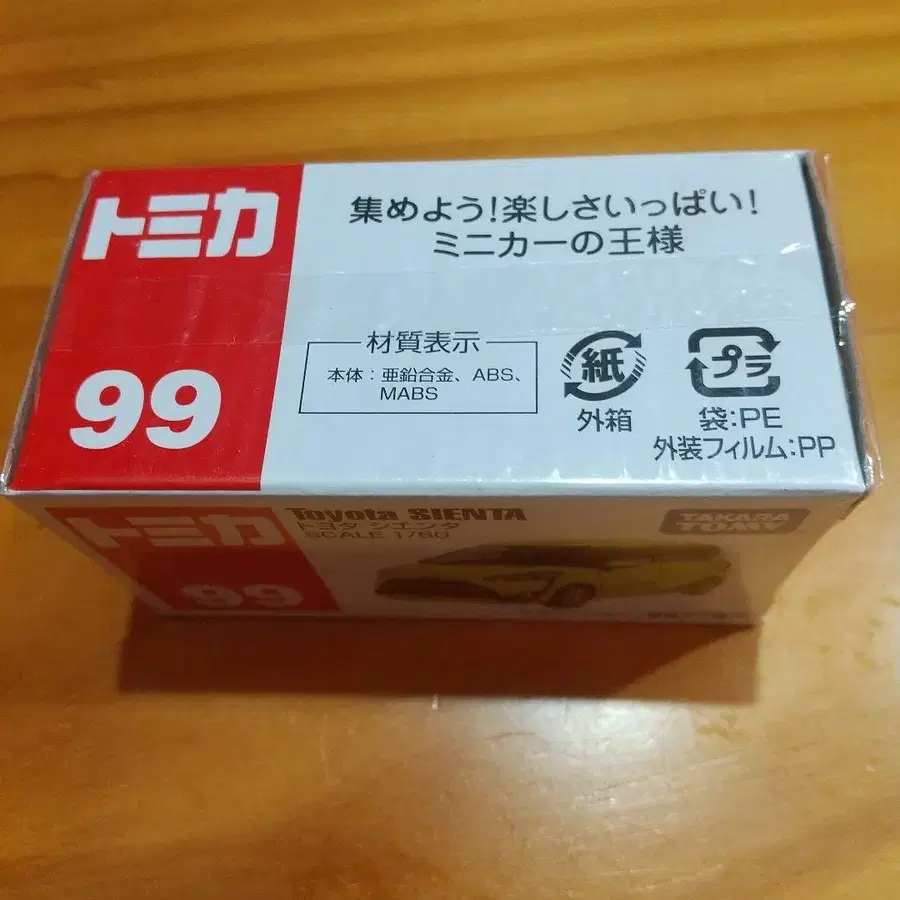 トミカ
99
集めよう!楽しさいっぱい!
ミニカーの王様
材質表示
本体：亜鉛合金、ABS、
MABS
紙
外箱
プラ
袋:PE
外装フィルム:PP
トミカ
99
Toyota SIENTA
トヨタ シエンタ
SCALE 1/60
TAKARA
TOMY